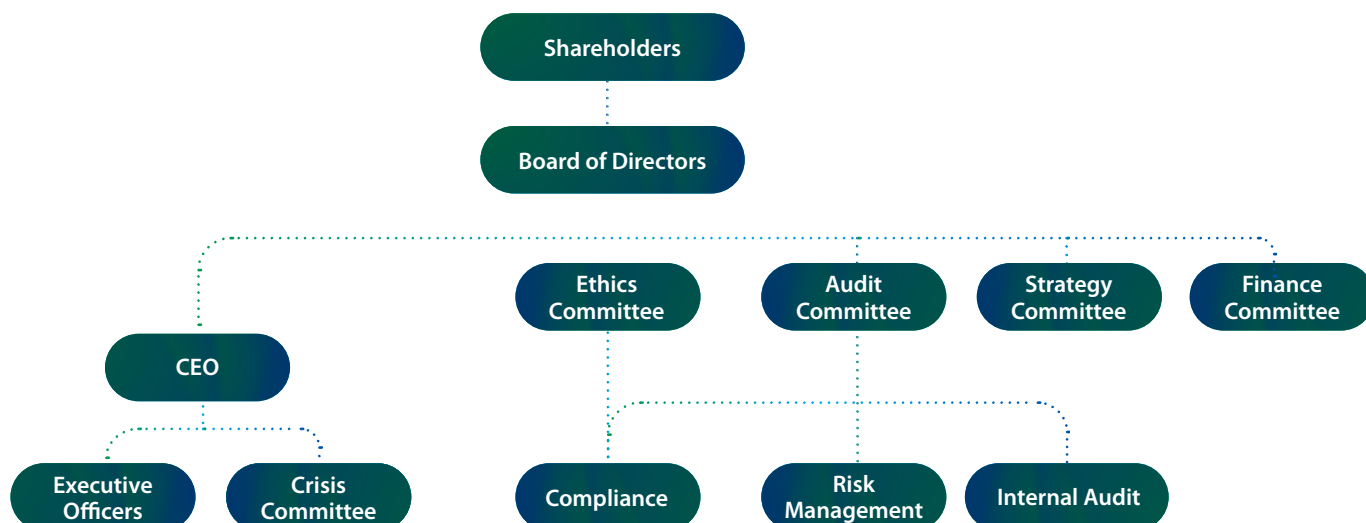 Shareholders
Board of Directors
Ethics
Committee
Audit
Committee
Strategy
Committee
Finance
Committee
CEO
Executive
Officers
Crisis
Committee
Compliance
Risk
Management
Internal Audit